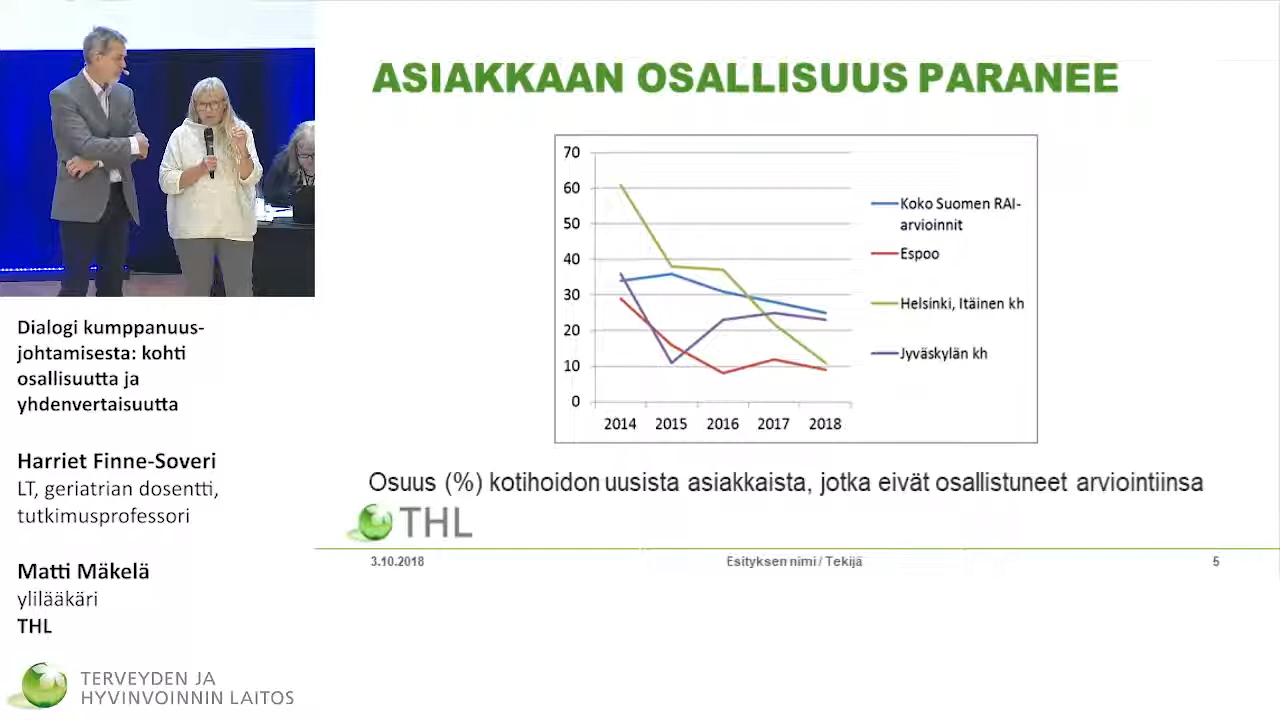 ASIAKKAAN OSALLISUUS PARANEE
70
60
50
40
30
20
10
0
2014 2015 2016 2017 2018
Koko Suomen RAI-
arvioinnit
Espoo
Helsinki, Itäinen kh
Jyväskylän kh
Osuus (%) kotihoidon uusista asiakkaista, jotka eivät osallistuneet arviointiinsa
THL
3.10.2018 Esityksen nimi / Tekijä 5
Dialogi kumppanuus-
johtamisesta: kohti
osallisuutta ja
yhdenvertaisuutta
Harriet Finne-Soveri
LT, geriatrian dosentti,
tutkimusprofessori
Matti Mäkelä
ylilääkäri
THL
TERVEYDEN JA
HYVINVOINNIN LAITOS